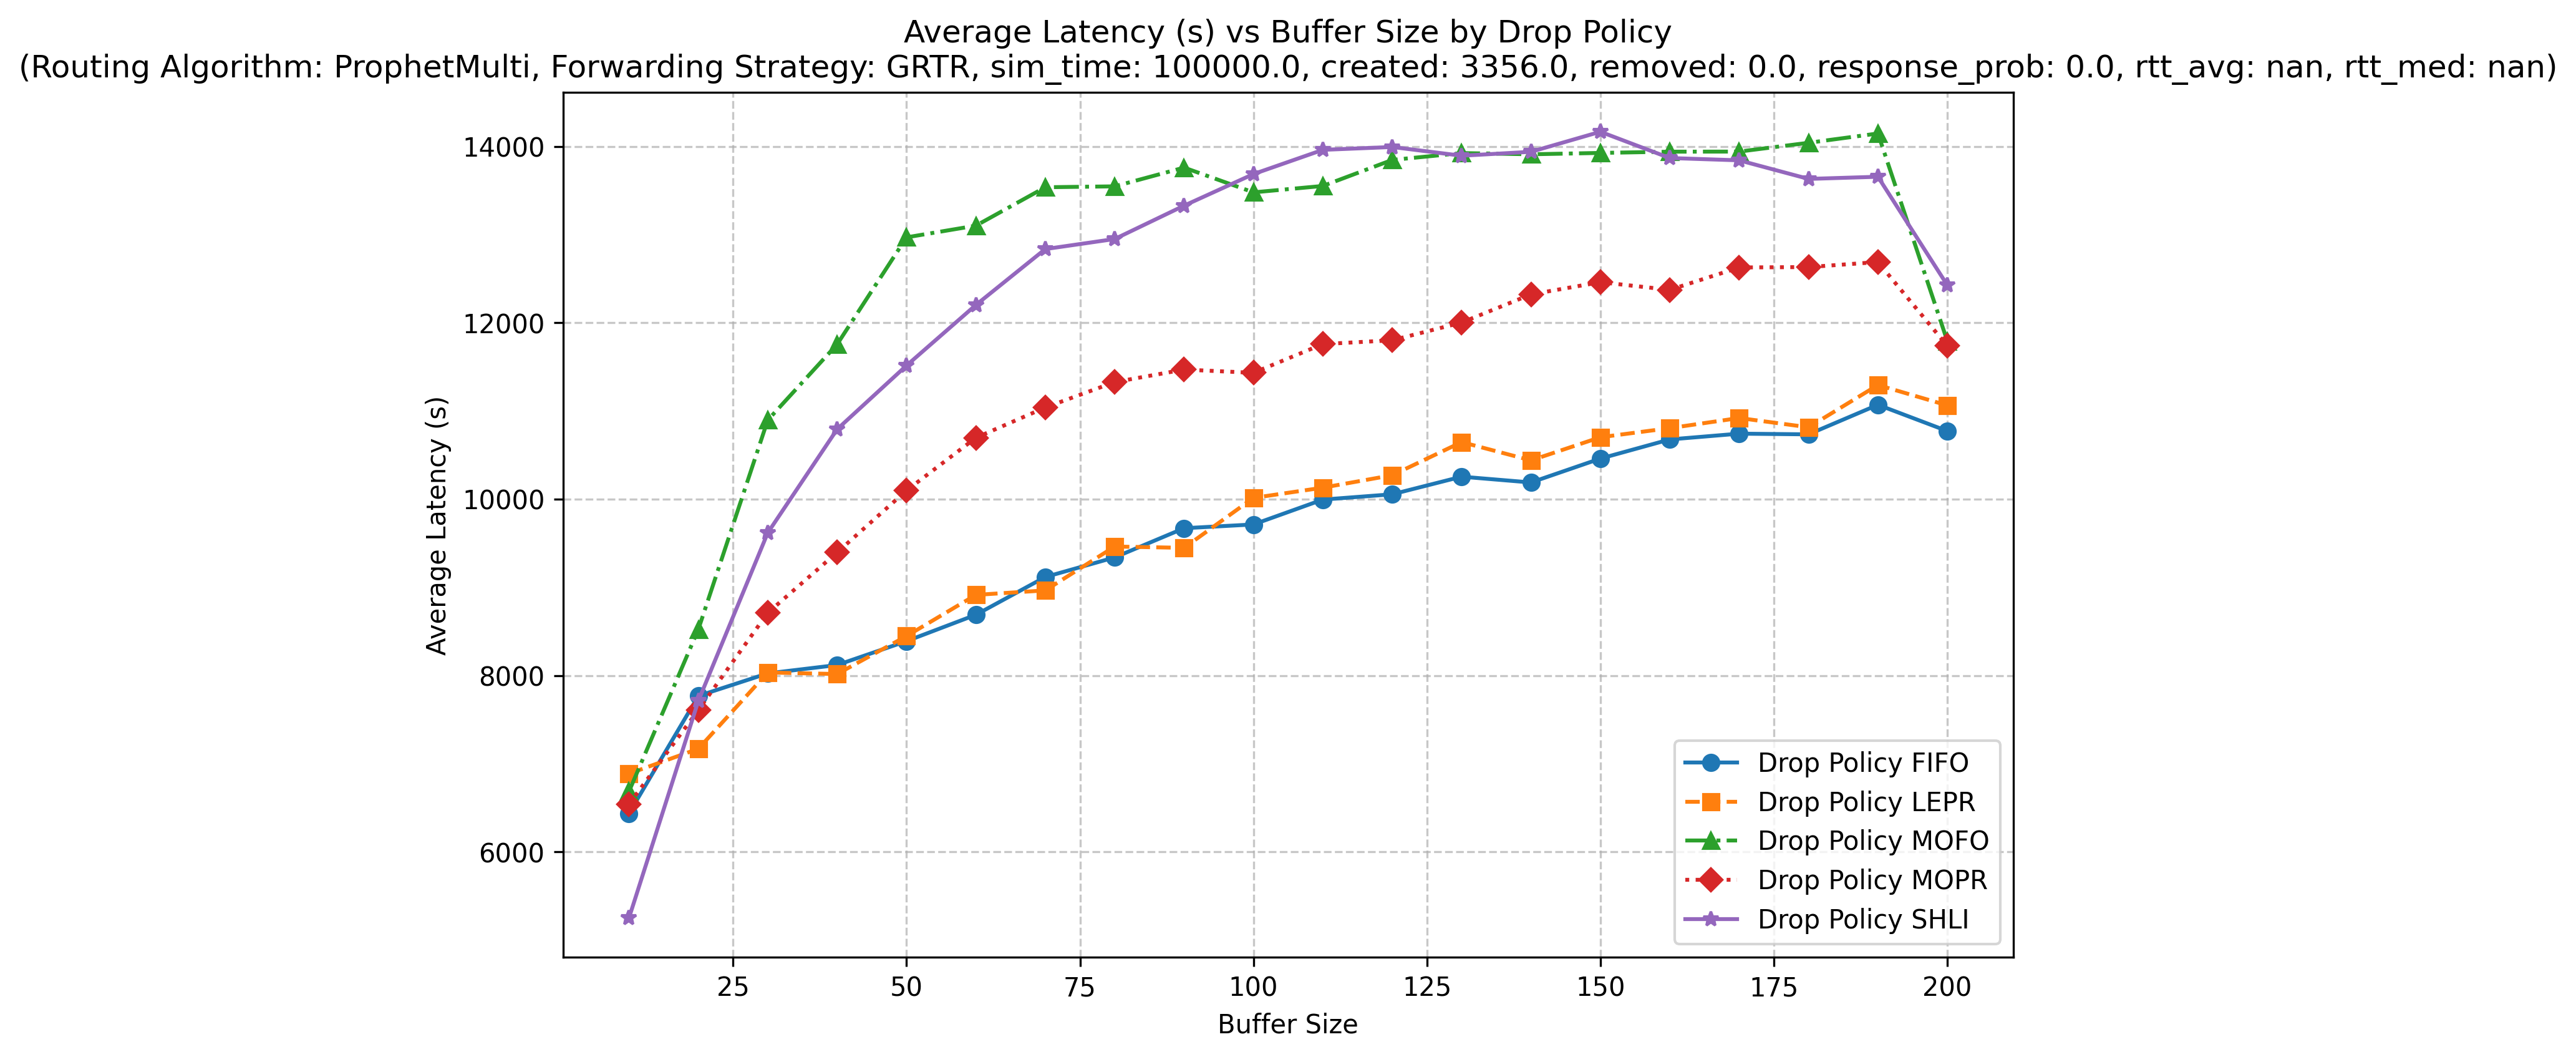 Average Latency (s) vs Buffer Size by Drop Policy
(Routing Algorithm: ProphetMulti, Forwarding Strategy: GRTR, sim_time: 100000.0, created: 3356.0, removed: 0.0, response_prob: 0.0, rtt_avg: nan, rtt_med: nan)
14000
12000
10000
8000
6000
Average Latency (s)
Drop Policy FIFO
Drop Policy LEPR
Drop Policy MOFO
Drop Policy MOPR
Drop Policy SHLI
25 50 75 100 125 150 175 200
Buffer Size